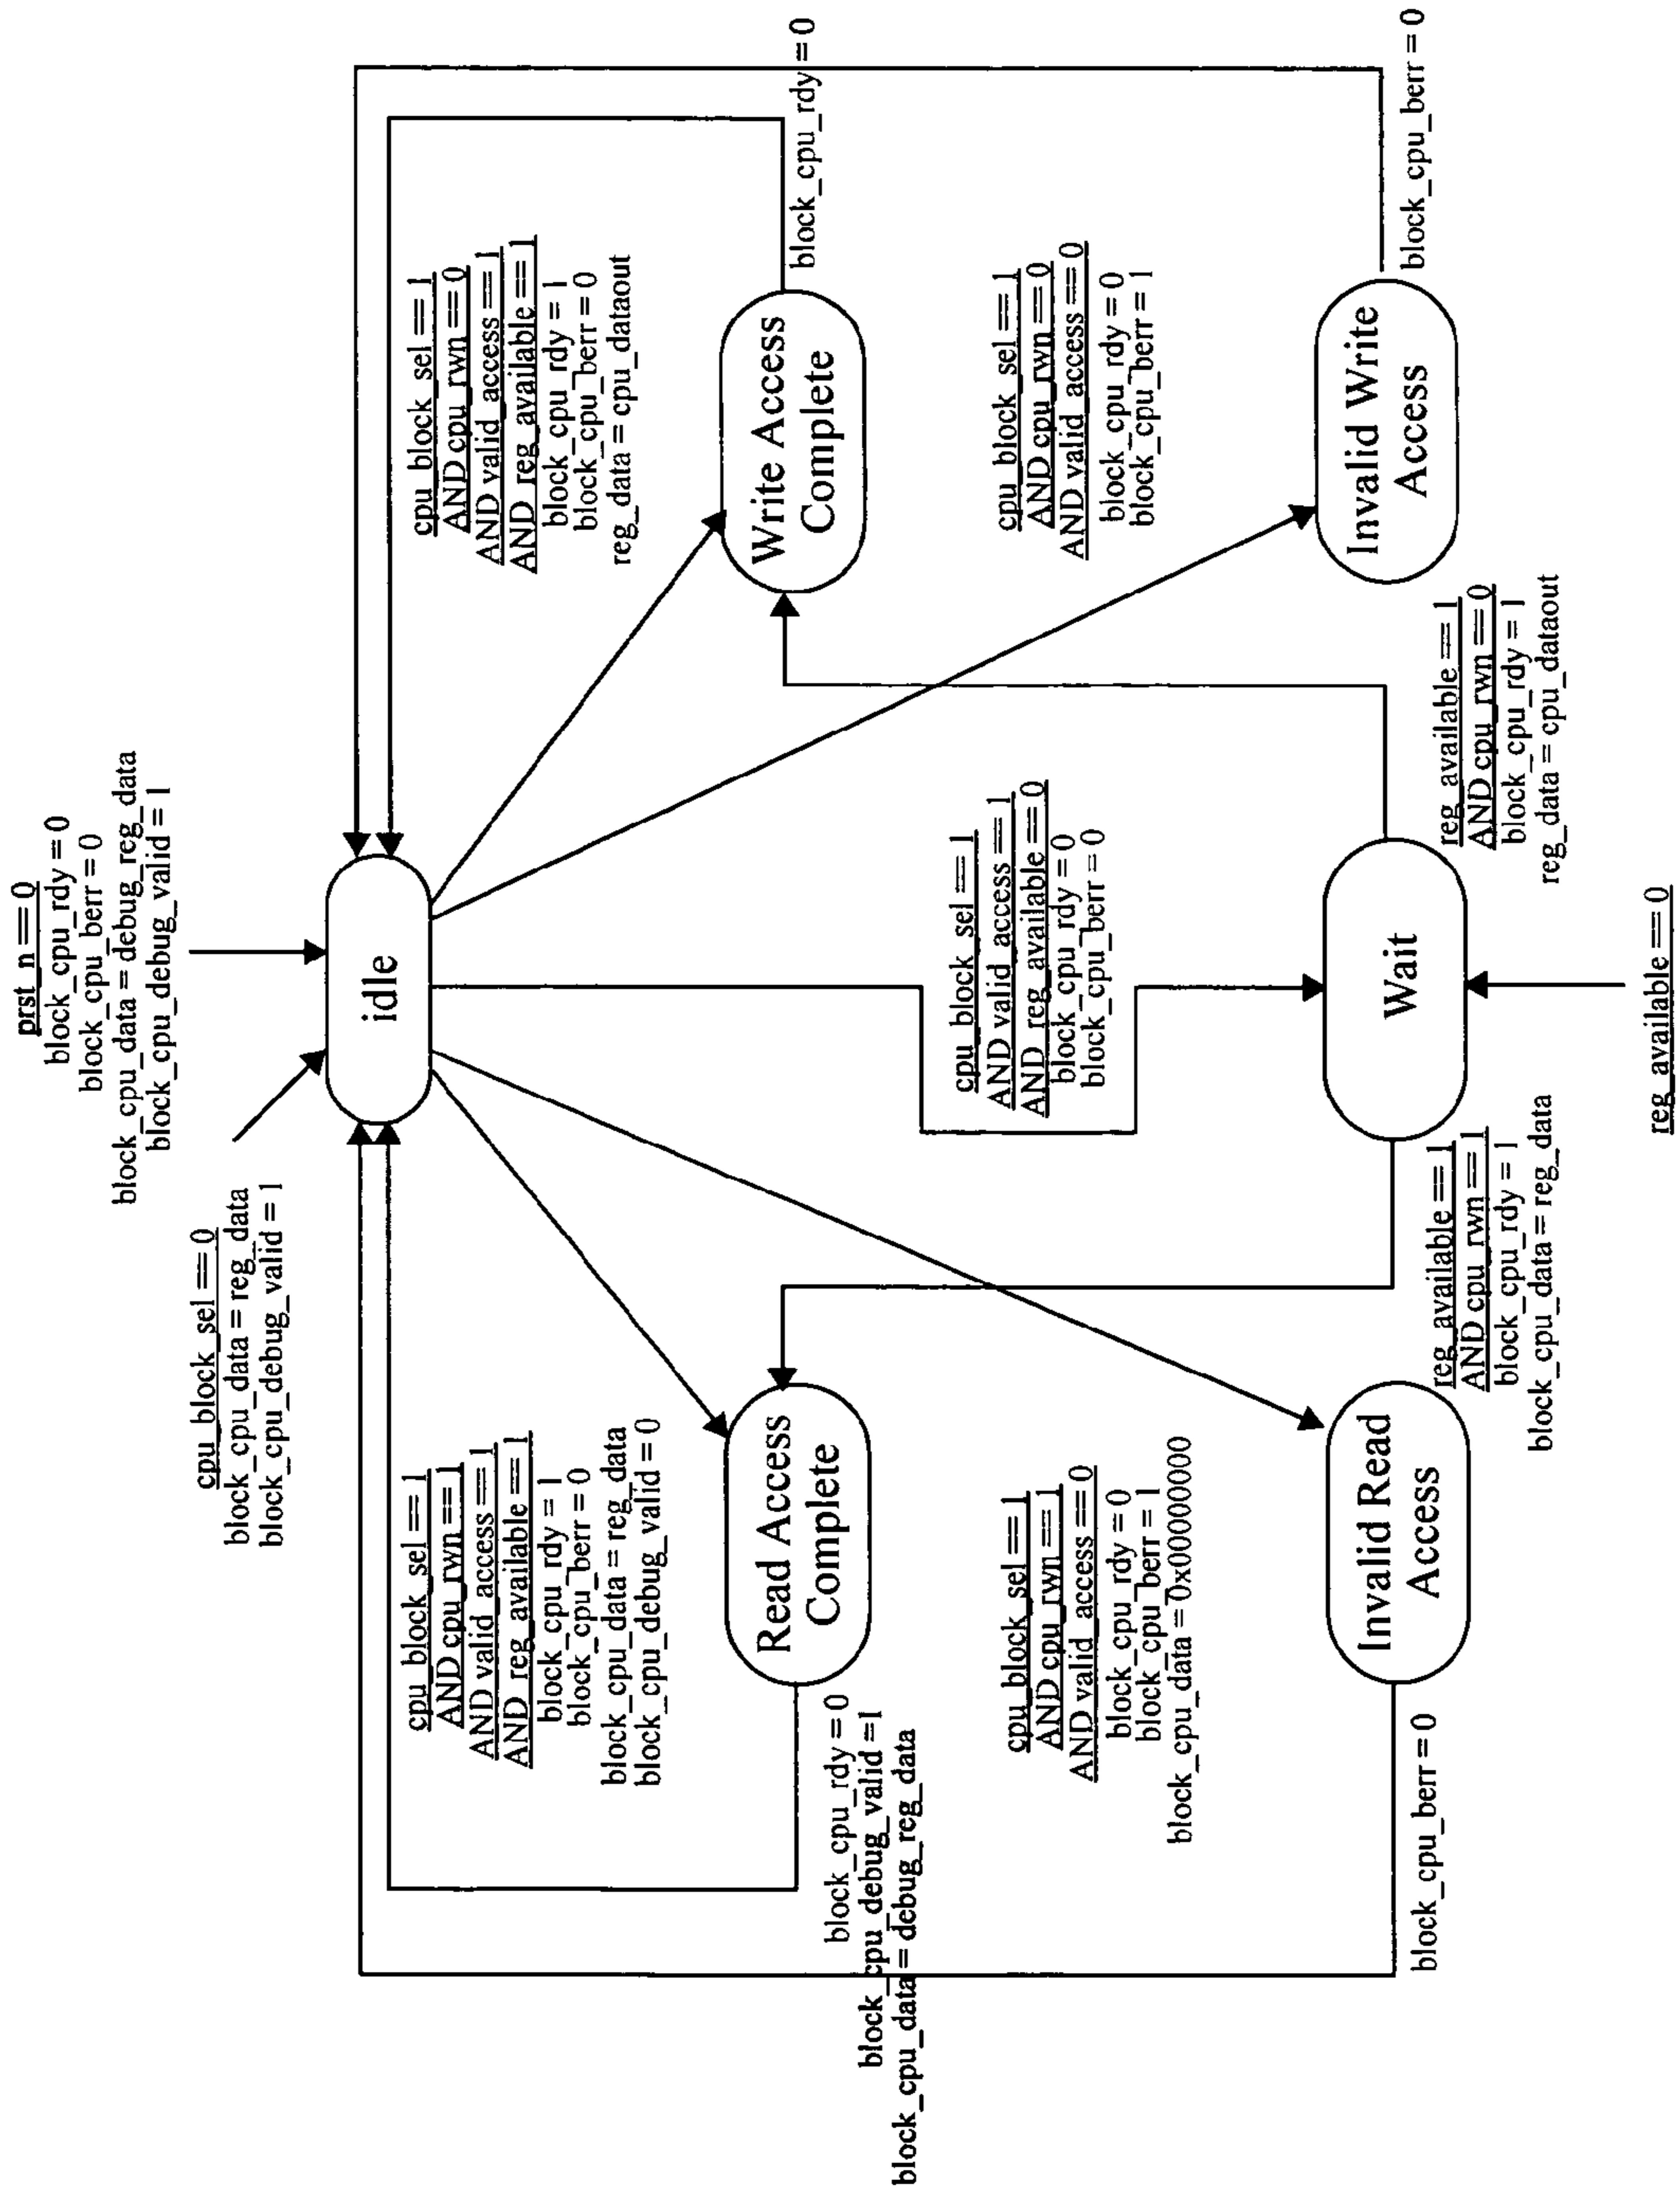 prst_n == 0
block_cpu_rdy = 0
block_cpu_berr = 0
block_cpu_data = debug_reg_data
block_cpu_debug_valid = 1
cpu_block_sel == 0
block_cpu_data = reg_data
block_cpu_debug_valid = 1
idle
cpu_block_sel == 1
AND cpu_rwn == 1
AND valid_access == 1
AND reg_available == 1
block_cpu_rdy = 1
block_cpu_berr = 0
block_cpu_data = reg_data
block_cpu_debug_valid = 0
cpu_block_sel == 1
AND cpu_rwn == 0
AND valid_access == 1
AND reg_available == 1
block_cpu_rdy = 1
block_cpu_berr = 0
reg_data = cpu_dataout
Read Access
Complete
Write Access
Complete
block_cpu_rdy = 0
block_cpu_debug_valid =1
block_cpu_data = debug_reg_data
block_cpu_rdy = 0
cpu_block_sel == 1
AND cpu_rwn == 1
AND valid_access == 0
block_cpu_rdy = 0
block_cpu_berr = 1
block_cpu_data = 0x00000000
cpu_block_sel == 1
AND valid_access == 1
AND reg_available == 0
block_cpu_rdy = 0
block_cpu_berr = 0
cpu_block_sel == 1
AND cpu_rwn == 0
AND valid_access == 0
block_cpu_rdy = 0
block_cpu_berr = 1
Invalid Read
Access
Wait
Invalid Write
Access
block_cpu_berr = 0
reg_available == 1
AND cpu_rwn == 1
block_cpu_rdy = 1
block_cpu_data = reg_data
reg_available == 1
AND cpu_rwn == 0
block_cpu_rdy = 1
reg_data = cpu_dataout
block_cpu_berr = 0
reg_available == 0